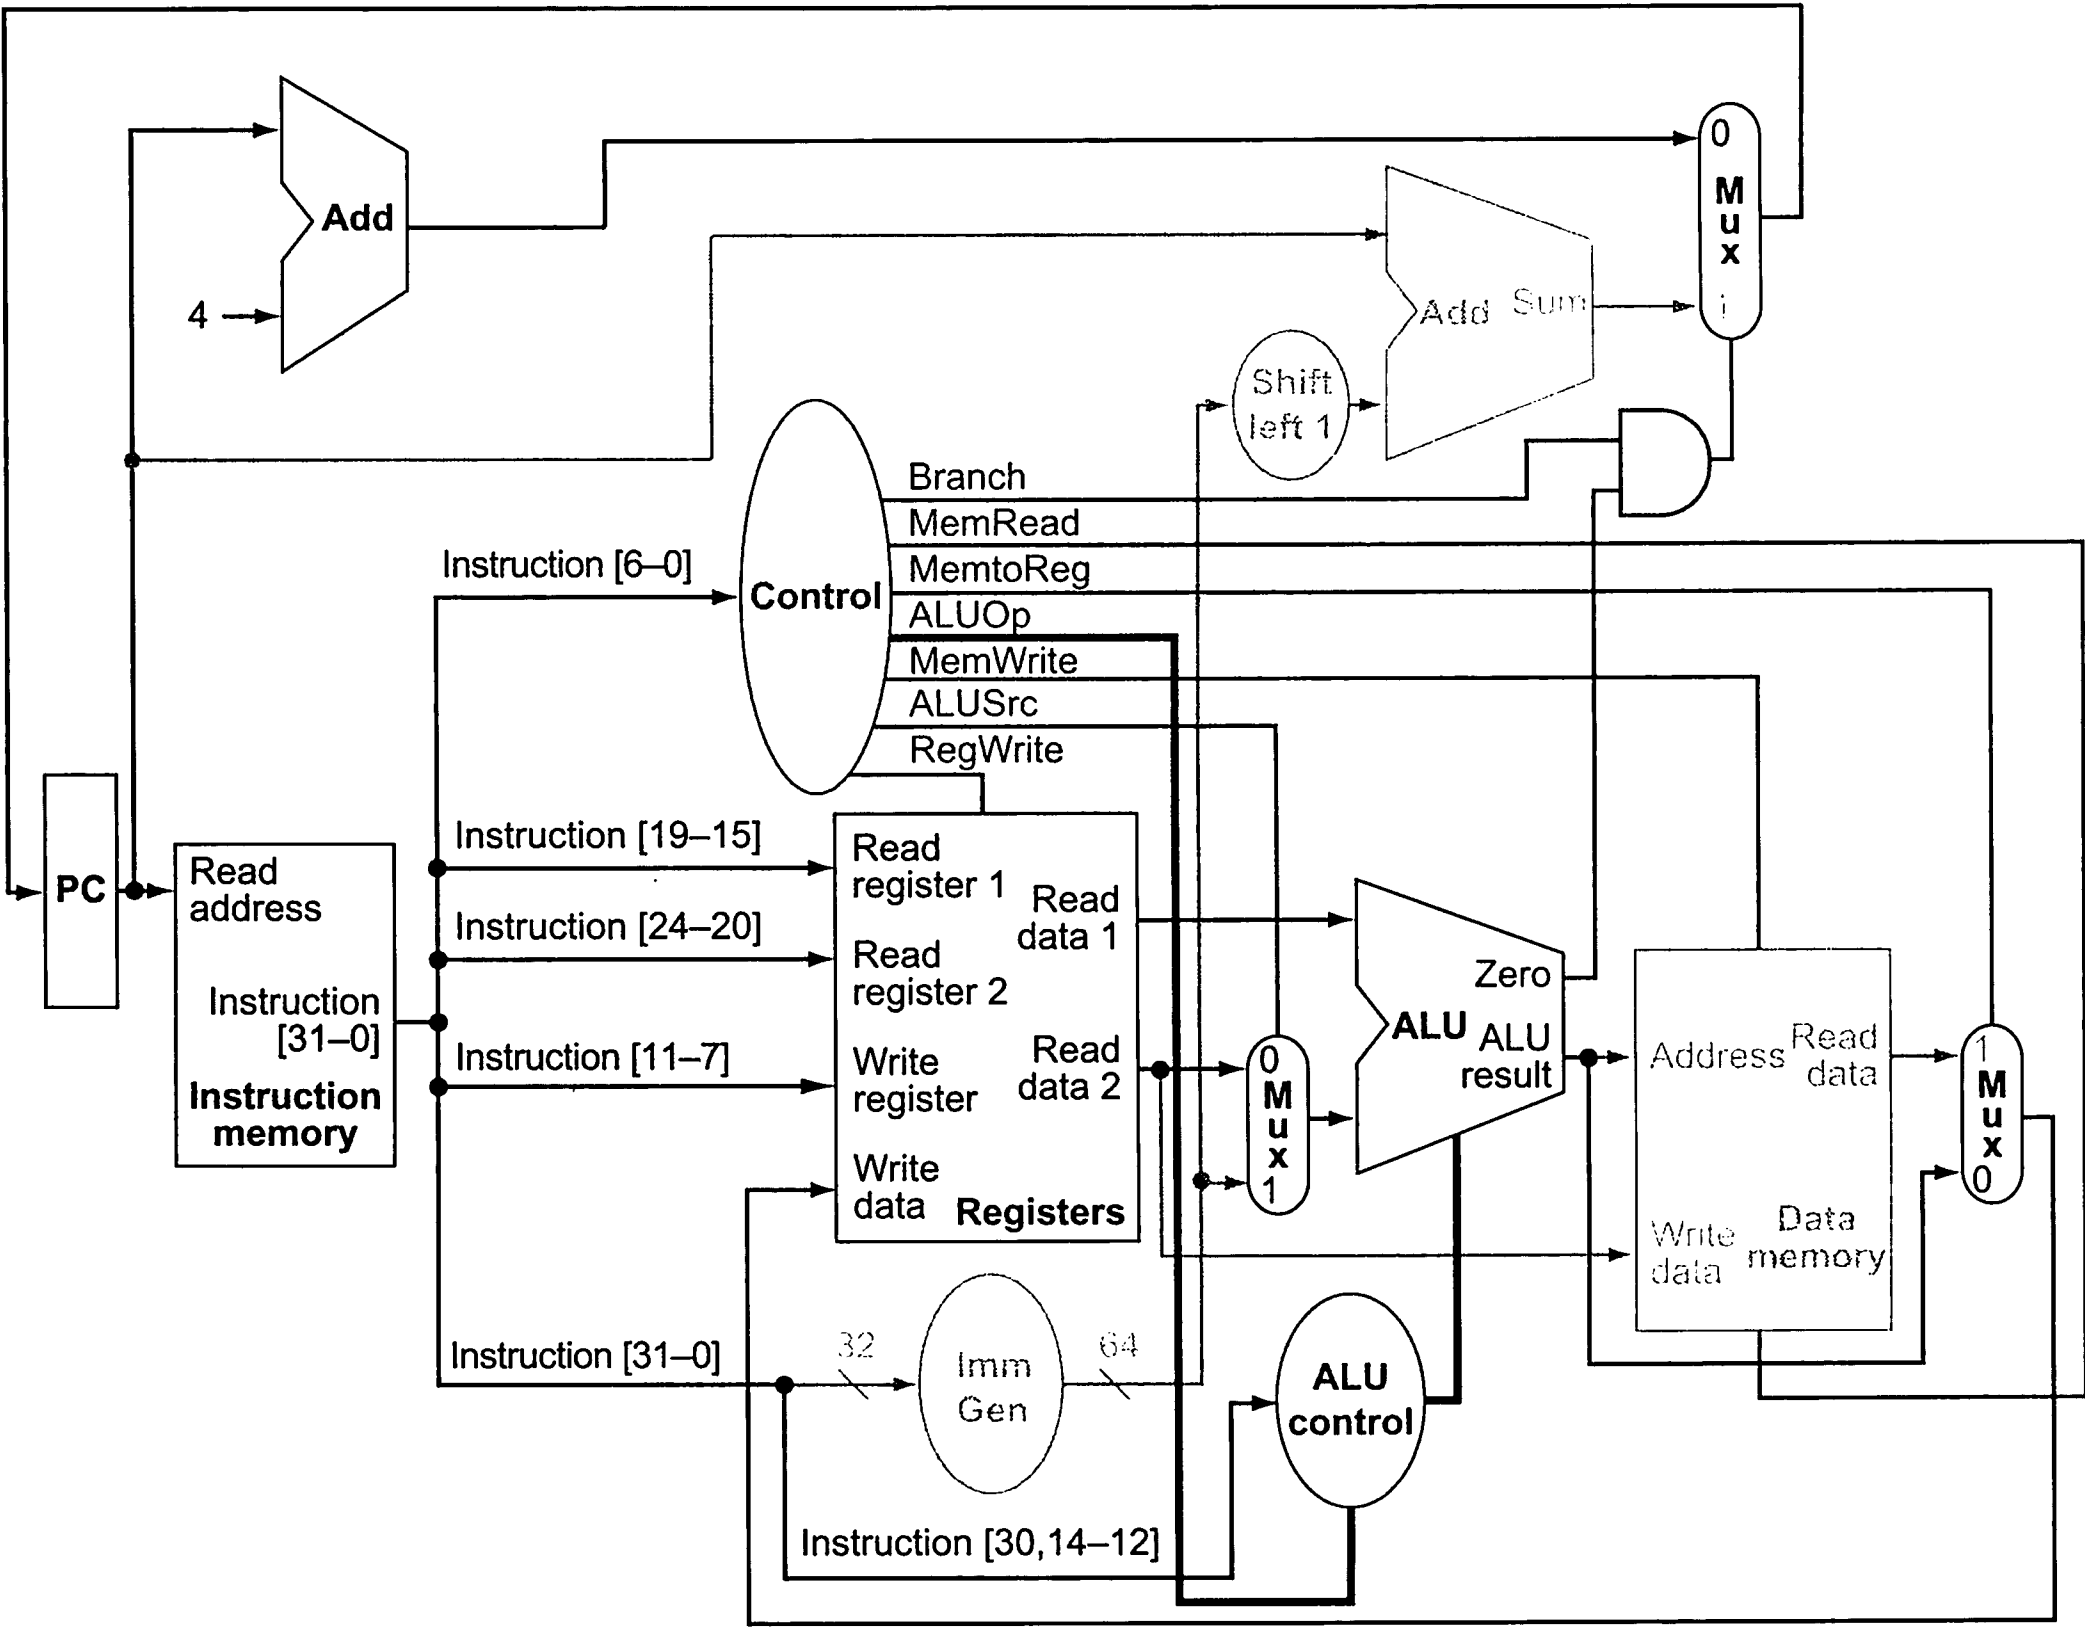 0
Mux
i
Add
4
Add
Sum
Shift
left 1
Branch
MemRead
Instruction [6–0]
MemtoReg
Control
ALUOp
MemWrite
ALUSrc
RegWrite
PC
Read
address
Instruction
[31–0]
Instruction
memory
Instruction [19–15]
Instruction [24–20]
Instruction [11–7]
Instruction [31–0]
Read
register 1
Read
register 2
Write
register
Write
data
Read
data 1
Read
data 2
Registers
0
Mux
1
Zero
ALU
ALU
result
Address
Read
data
Write
data
Data
memory
1
Mux
0
32
Imm
Gen
64
ALU
control
Instruction [30,14–12]